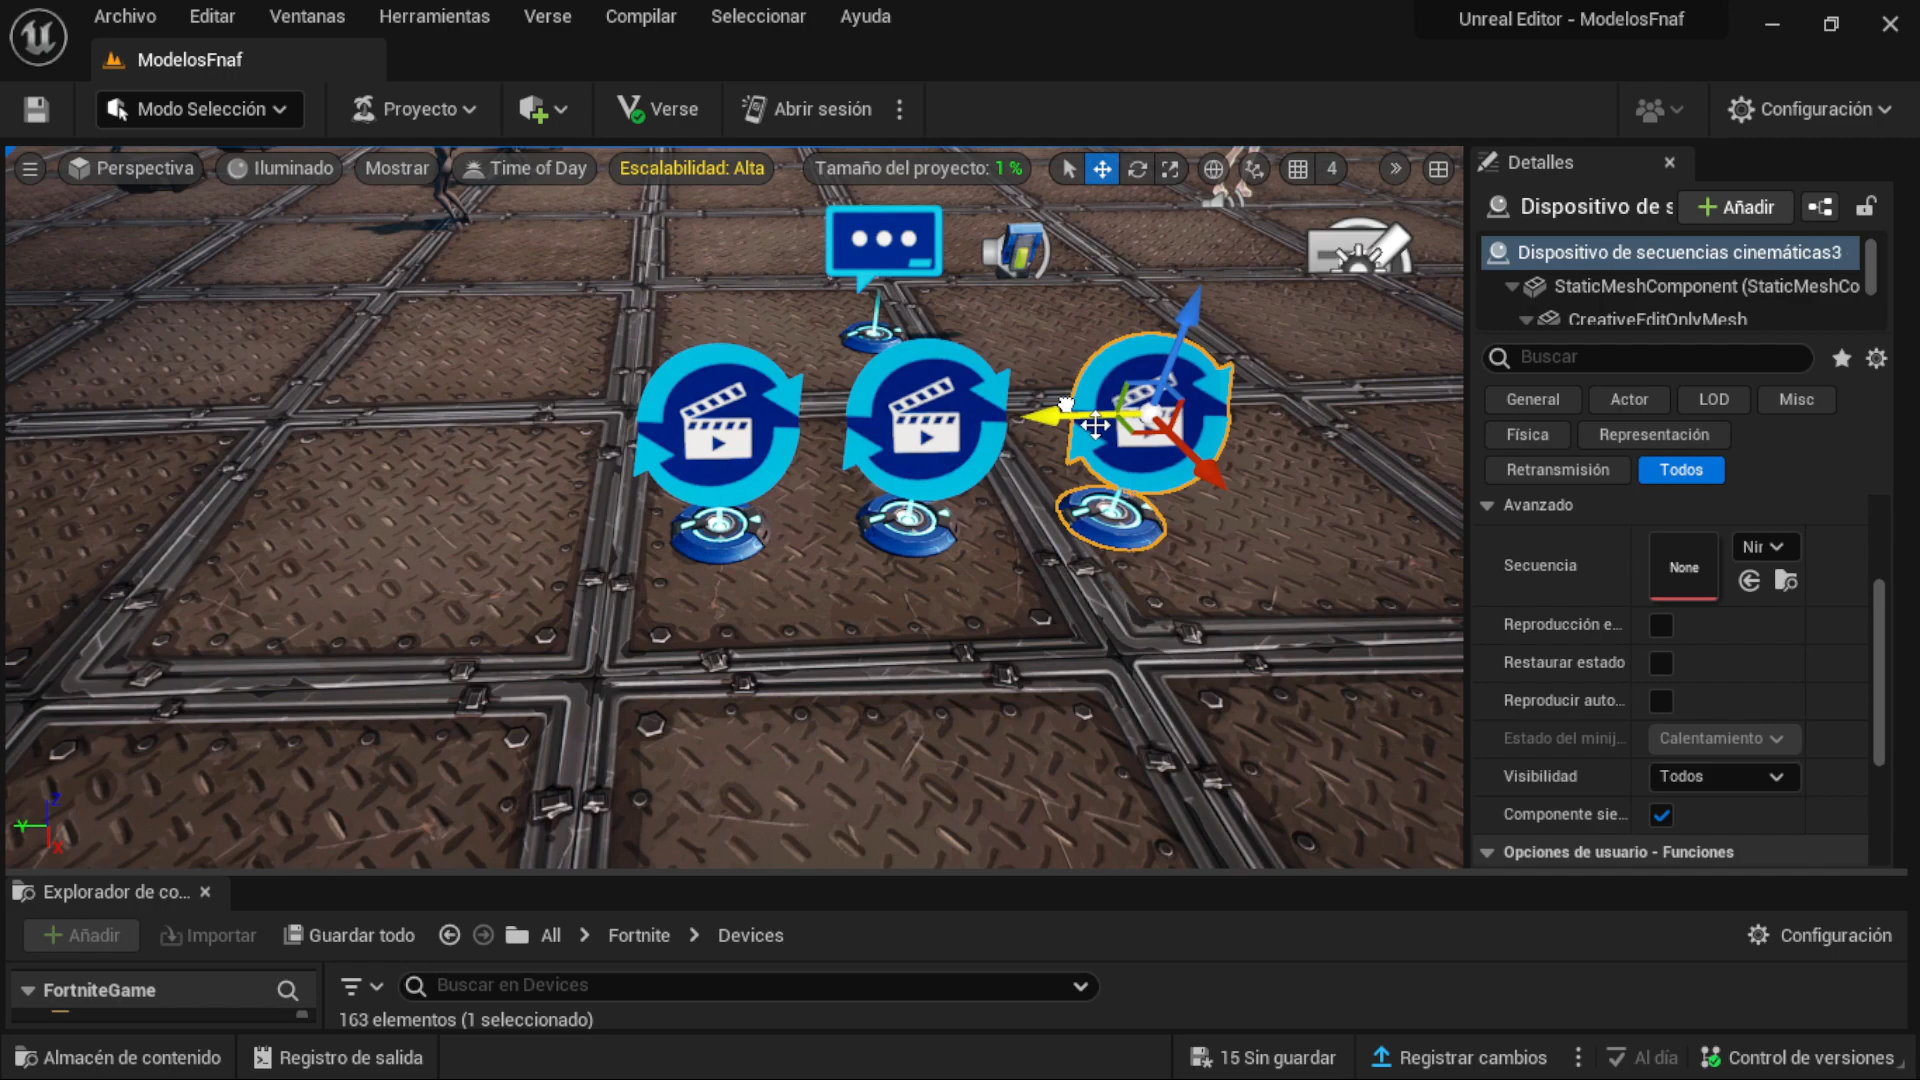 Archivo Editar Ventanas Herramientas Verse Compilar Seleccionar Ayuda
Unreal Editor - ModelosFnaf
ModelosFnaf
Modo Selección Proyecto Verse Abrir sesión Configuración
Perspectiva Iluminado Mostrar Time of Day Escalabilidad: Alta Tamaño del proyecto: 1 % 4
Detalles
Dispositivo de s Añadir
Dispositivo de secuencias cinemáticas3
StaticMeshComponent (StaticMeshCo
CreativeEditOnlyMesh
Buscar
General Actor LOD Misc
Física Representación
Retransmisión Todos
Avanzado
Secuencia None Nir
Reproducción e...
Restaurar estado
Reproducir auto...
Estado del minij... Calentamiento
Visibilidad Todos
Componente sie...
Opciones de usuario - Funciones
Y
Z
X
Explorador de co...
Añadir Importar Guardar todo All Fortnite Devices Configuración
FortniteGame
Buscar en Devices
163 elementos (1 seleccionado)
Almacén de contenido Registro de salida 15 Sin guardar Registrar cambios Al día Control de versiones